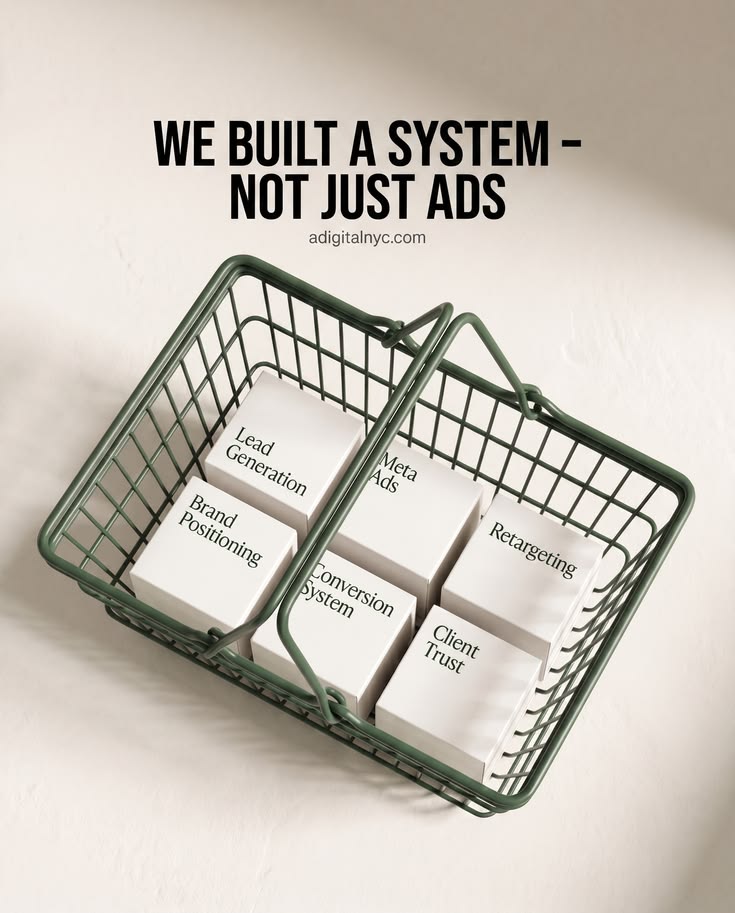 WE BUILT A SYSTEM –
NOT JUST ADS
adigitalnyc.com
Lead
Generation
Meta
Ads
Retargeting
Brand
Positioning
Conversion
System
Client
Trust